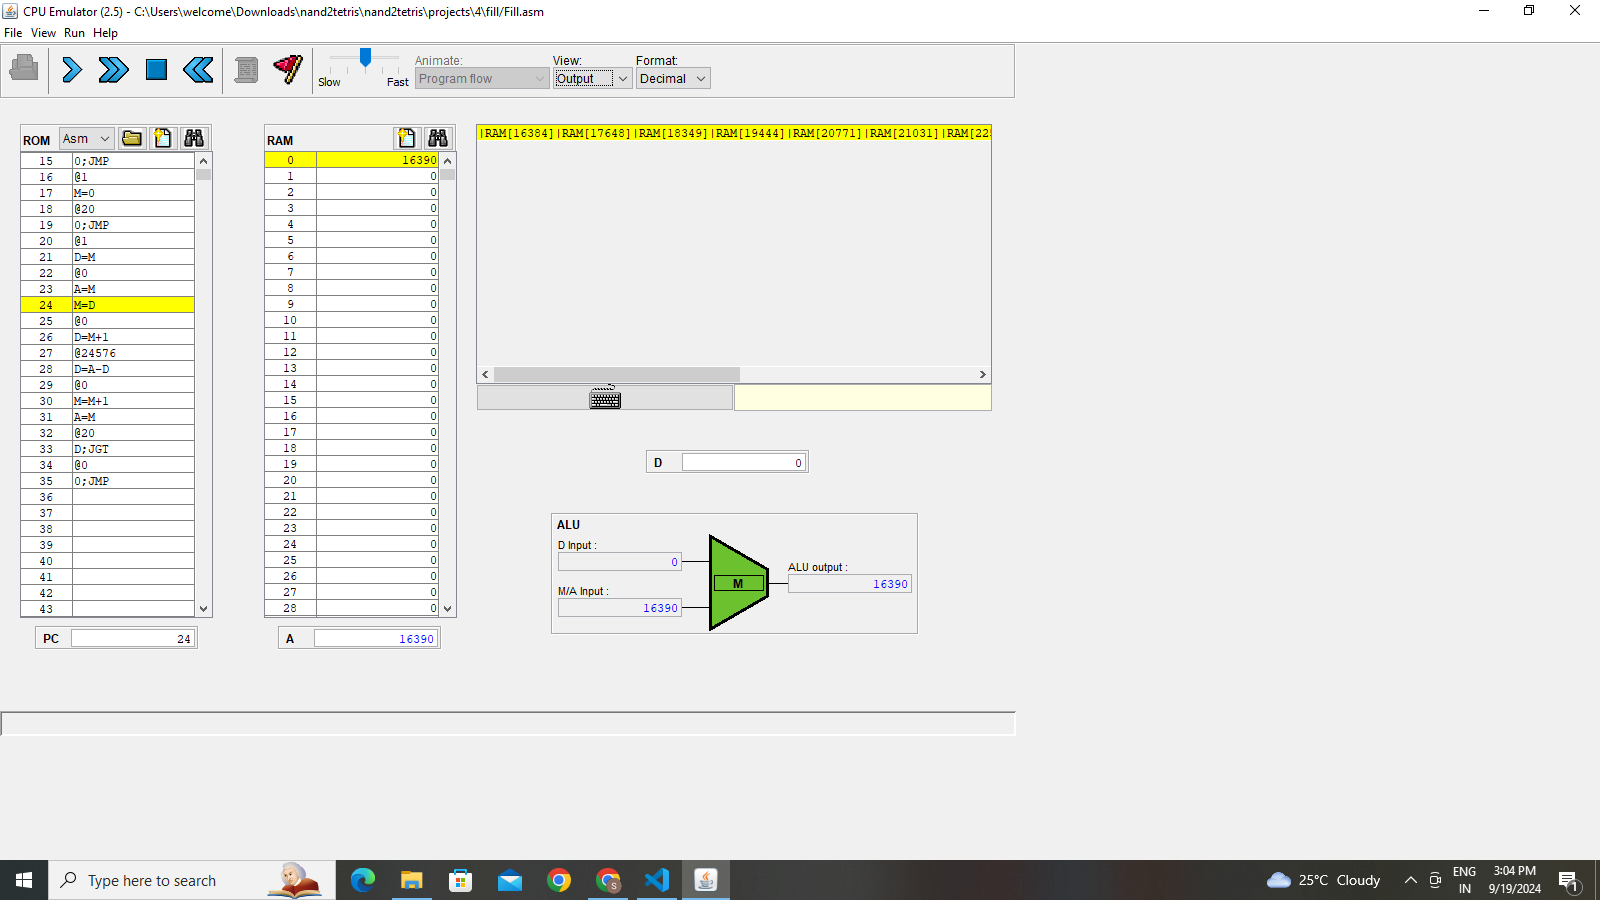 CPU Emulator (2.5) - C:\Users\welcome\Downloads\nand2tetris\nand2tetris\projects\4\fill/Fill.asm
File View Run Help
Slow Fast
Animate:
Program flow
View:
Output
Format:
Decimal
ROM Asm
15 0;JMP
16 @1
17 M=0
18 @20
19 0;JMP
20 @1
21 D=M
22 @0
23 A=M
24 M=D
25 @0
26 D=M+1
27 @24576
28 D=A-D
29 @0
30 M=M+1
31 A=M
32 @20
33 D;JGT
34 @0
35 0;JMP
36
37
38
39
40
41
42
43
PC 24
RAM
0 16390
1 0
2 0
3 0
4 0
5 0
6 0
7 0
8 0
9 0
10 0
11 0
12 0
13 0
14 0
15 0
16 0
17 0
18 0
19 0
20 0
21 0
22 0
23 0
24 0
25 0
26 0
27 0
28 0
A 16390
|RAM[16384]|RAM[17648]|RAM[18349]|RAM[19444]|RAM[20771]|RAM[21031]|RAM[22
D 0
ALU
D Input :
0
M/A Input :
16390
M
ALU output :
16390
Type here to search
S
25°C Cloudy
ENG
IN
3:04 PM
9/19/2024
1